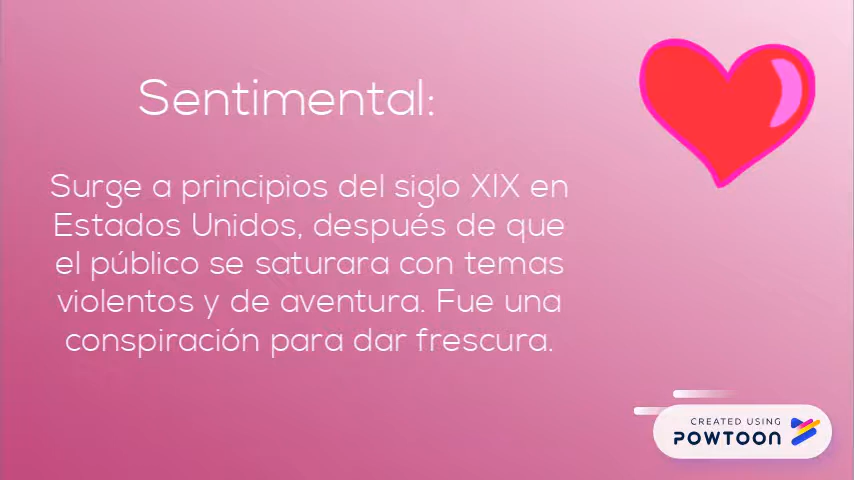 Sentimental:
Surge a principios del siglo XIX en
Estados Unidos, después de que
el público se saturara con temas
violentos y de aventura. Fue una
conspiración para dar frescura.
CREATED USING
POWTOON